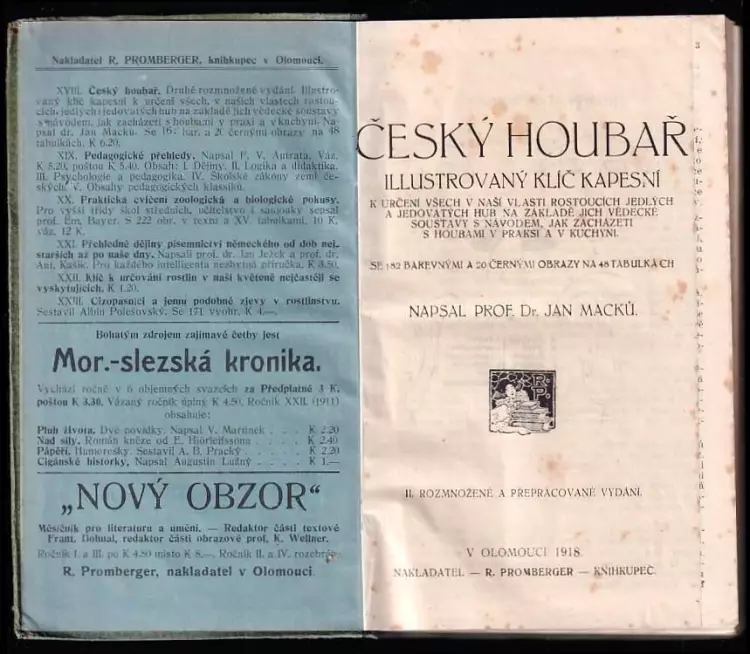 Nakladatel R. PROMBERGER, knihkupec v Olomouci.
XVIII. Český houbař. Druhé rozmnožené vydání. Illustro-
vaný klíč kapesní k určení všech, v našich vlastech rostou-
cích, jedlých i jedovatých hub na základě jich vědecké soustavy
s návodem, jak zacházeti s houbami v praxi a v kuchyni. Na-
psal dr. Jan Macků. Se 162 bar. a 20 černými obrazy na 48
tabulkách. K 6.20.
XIX. Pedagogické přehledy. Napsal F. V. Autrata. Váz.
K 5.20, poštou K 5.40. Obsah: I. Dějiny. II. Logika a didaktika.
III. Psychologie a pedagogika. IV. Školské zákony zemí če-
ských. V. Obsahy pedagogických klassiků.
XX. Praktická cvičení zoologická a biologické pokusy.
Pro vyšší třídy škol středních, učitelstvo i samouky sepsal
prof. Em. Bayer. S 222 obr. v textu a XV. tabulkami. 10 K,
váz. 12 K.
XXI. Přehledné dějiny písemnictví německého od dob nej-
starších až po naše dny. Napsali prof. dr. Jan Ježek a prof. dr.
Ant. Kašík. Pro každého intelligenta nezbytná příručka. K 3.50.
XXII. Klíč k určování rostlin v naší květeně nejčastěji se
vyskytujících. K 1.20.
XXIII. Cizopasníci a jemu podobné zjevy v rostlinstvu.
Sestavil Albín Polešovský. Se 171 vyobr. K 4.—.
Bohatým zdrojem zajímavé četby jest
Mor.-slezská kronika.
Vychází ročně v 6 objemných svazcích za Předplatné 3 K,
poštou K 3.30. Vázaný ročník úplný K 4.50. Ročník XXII. (1911)
obsahuje:
Pluh života. Dvě povídky. Napsal V. Martínek . . . K 2.20
Nad síly. Román kněze od E. Hjörleifssona . . . . K 2.40
Pápěří. Humoresky. Sestavil A. B. Pracký . . . . K 2.20
Cigánské historky. Napsal Augustin Lužný . . . . K 1.—
„NOVÝ OBZOR“
Měsíčník pro literaturu a umění. — Redaktor části textové
Frant. Dohnal, redaktor části obrazové prof. K. Wellner.
Ročník I. a III. po K 4.50 místo K 8.—. Ročník II. a IV. rozebrán.
R. Promberger, nakladatel v Olomouci.
ČESKÝ HOUBAŘ
ILLUSTROVANÝ KLÍČ KAPESNÍ
K URČENÍ VŠECH V NAŠÍ VLASTI ROSTOUCÍCH JEDLÝCH
A JEDOVATÝCH HUB NA ZÁKLADĚ JICH VĚDECKÉ
SOUSTAVY S NÁVODEM, JAK ZACHÁZETI
S HOUBAMI V PRAKSI A V KUCHYNI.
SE 182 BAREVNÝMI A 20 ČERNÝMI OBRAZY NA 48 TABULKÁCH
NAPSAL PROF. Dr. JAN MACKŮ.
R. P.
II. ROZMNOŽENÉ A PŘEPRACOVANÉ VYDÁNÍ.
V OLOMOUCI 1918.
NAKLADATEL — R. PROMBERGER — KNIHKUPEC.